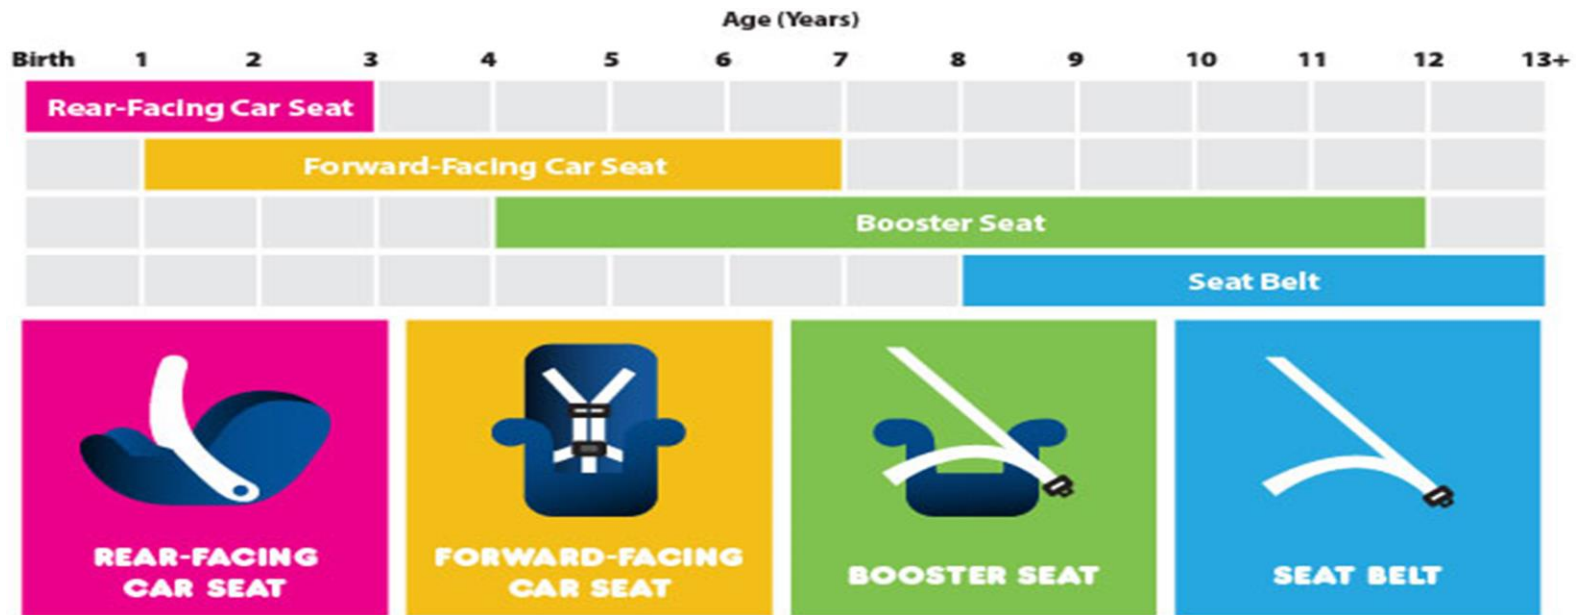 Age (Years)
Birth 1 2 3 4 5 6 7 8 9 10 11 12 13+
Rear-Facing Car Seat
Forward-Facing Car Seat
Booster Seat
Seat Belt
REAR-FACING
CAR SEAT
FORWARD-FACING
CAR SEAT
BOOSTER SEAT
SEAT BELT